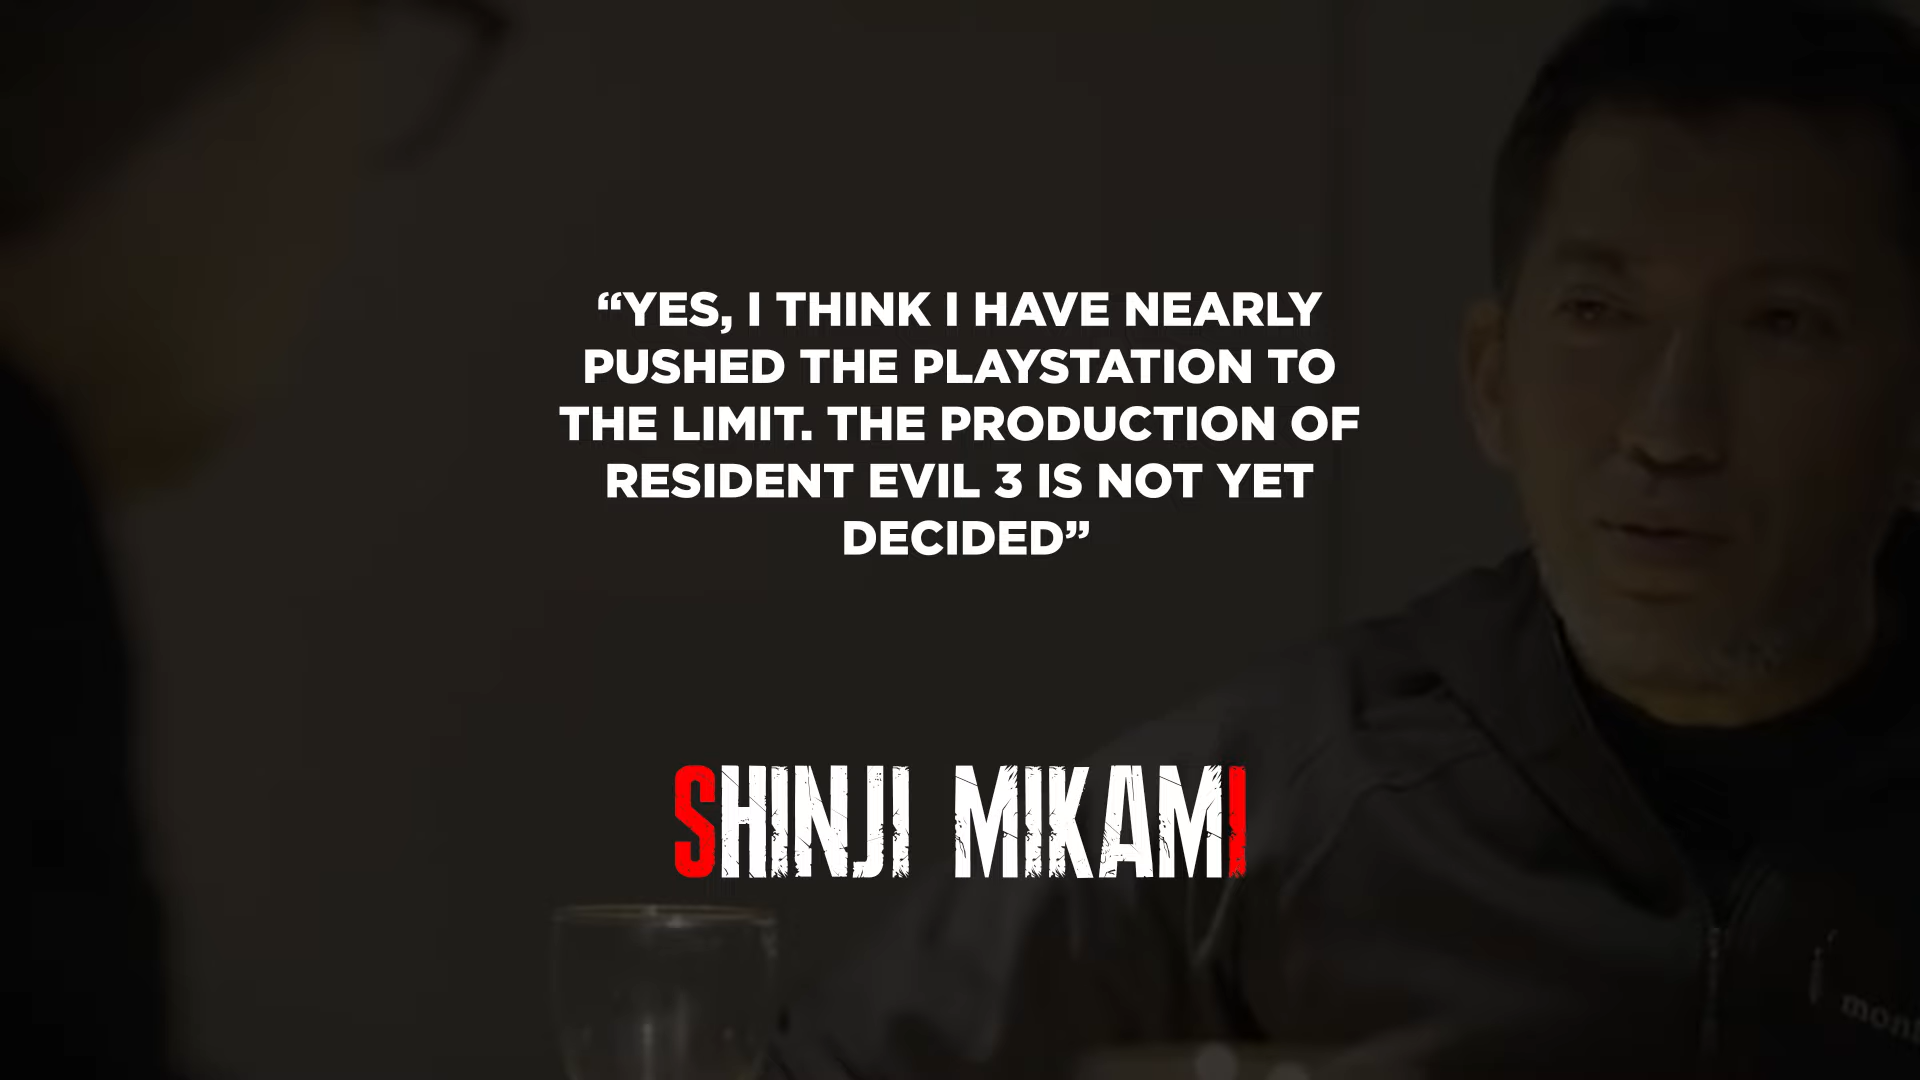 “YES, I THINK I HAVE NEARLY
PUSHED THE PLAYSTATION TO
THE LIMIT. THE PRODUCTION OF
RESIDENT EVIL 3 IS NOT YET
DECIDED”
SHINJI MIKAMI